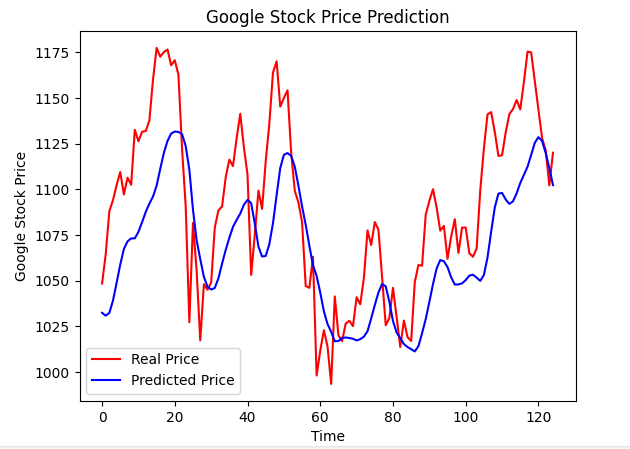 Google Stock Price Prediction
Google Stock Price
1175
1150
1125
1100
1075
1050
1025
1000
Real Price
Predicted Price
0 20 40 60 80 100 120
Time